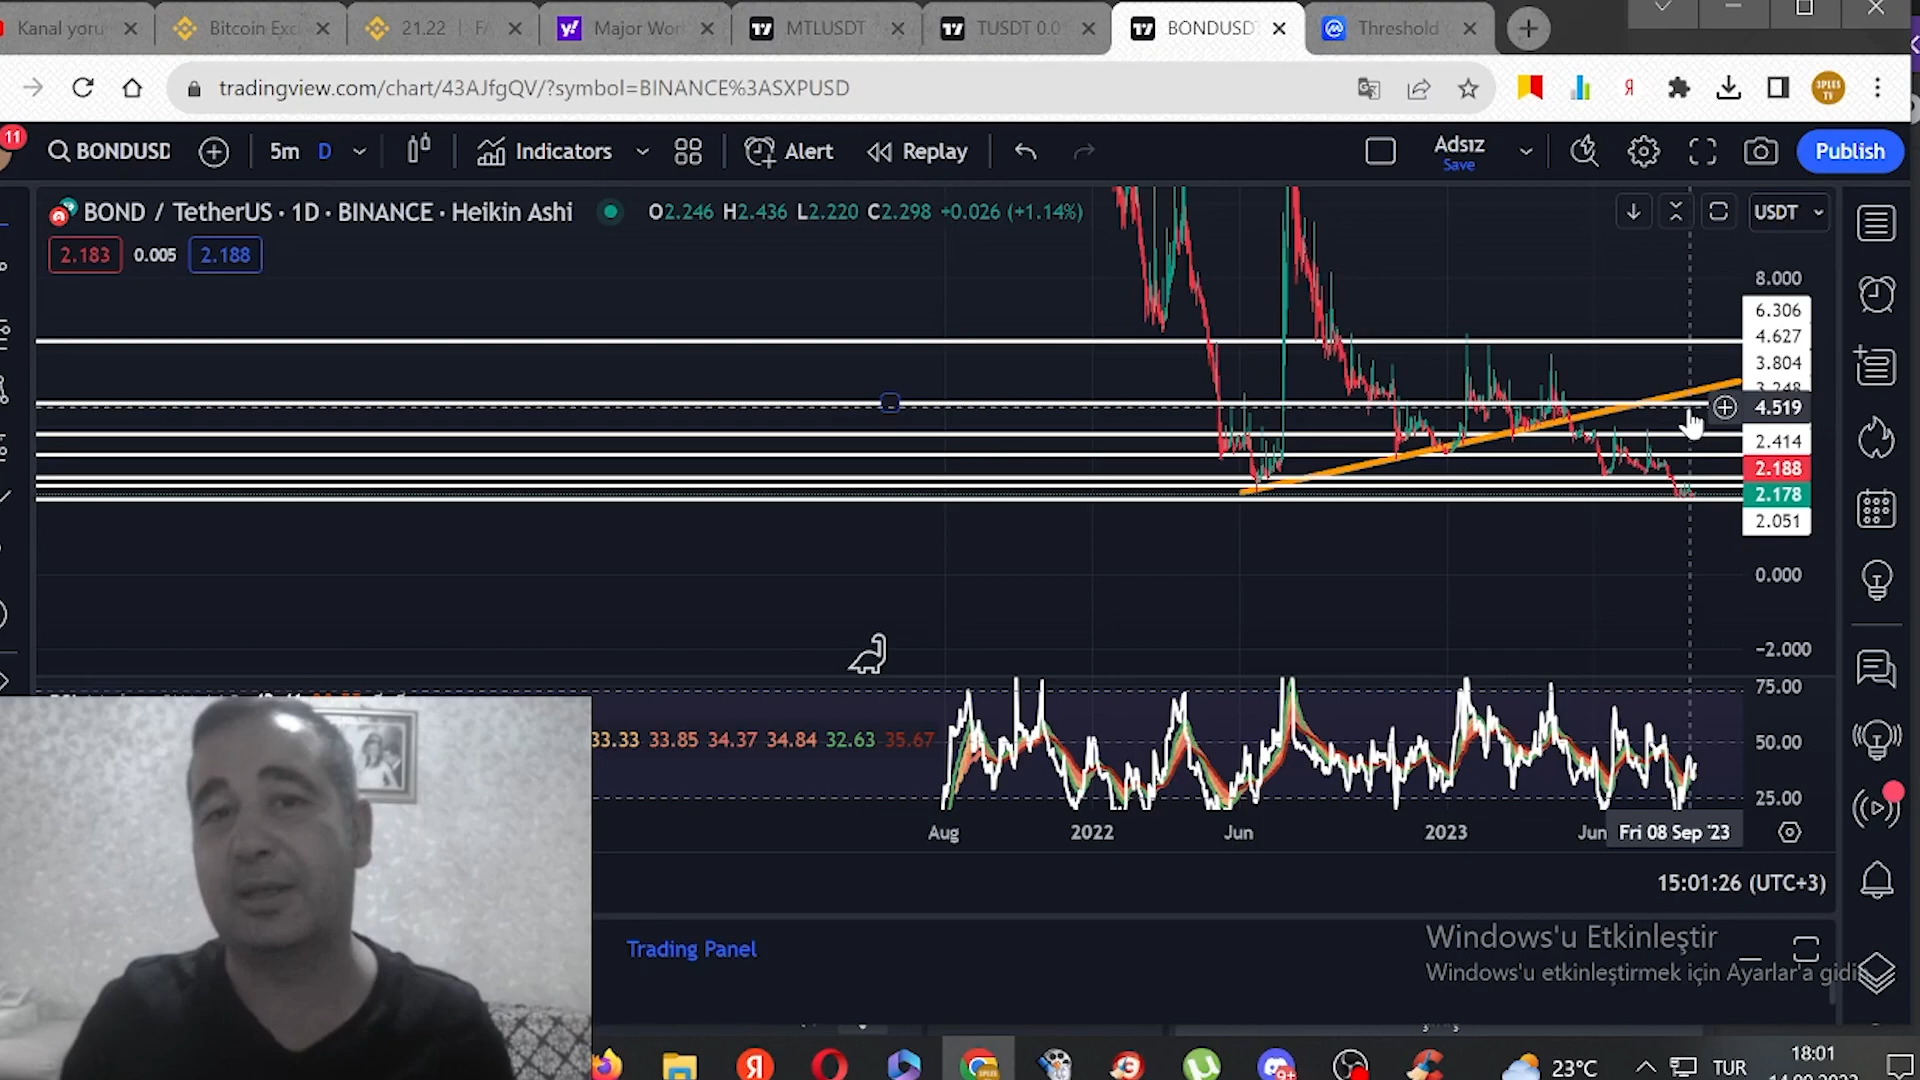 Kanal yoru
Bitcoin Exc
21.22 | FA
Major Wor
MTLUSDT
TUSDT 0.0
BONDUSD
Threshold
tradingview.com/chart/43AJfgQV/?symbol=BINANCE%3ASXPUSD
3PLES TV
11
BONDUSD
5m D
Indicators
Alert
Replay
Adsız
Save
Publish
BOND / TetherUS · 1D · BINANCE · Heikin Ashi
O2.246 H2.436 L2.220 C2.298 +0.026 (+1.14%)
USDT
2.183 0.005 2.188
8.000
6.306
4.627
3.804
3.248
4.519
2.414
2.188
2.178
2.051
0.000
−2.000
75.00
33.33 33.85 34.37 34.84 32.63 35.67
50.00
25.00
Aug 2022 Jun 2023 Jun Fri 08 Sep '23
15:01:26 (UTC+3)
Trading Panel
Windows'u Etkinleştir
Windows'u etkinleştirmek için Ayarlar'a gidi
23°C
TUR
18:01